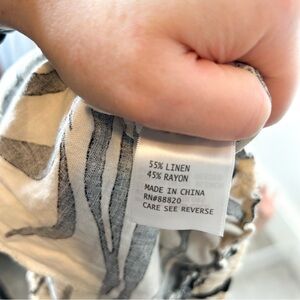 55% LINEN
45% RAYON
MADE IN CHINA
RN#88820
CARE SEE REVERSE